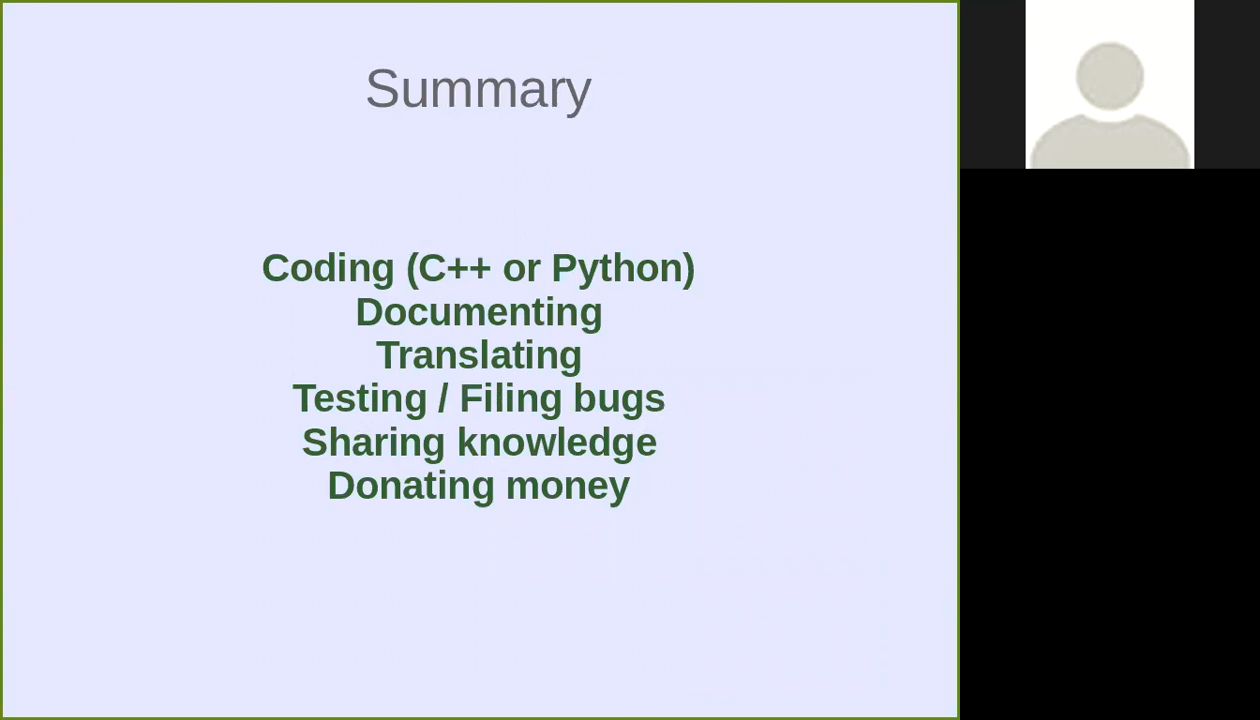 Summary
Coding (C++ or Python)
Documenting
Translating
Testing / Filing bugs
Sharing knowledge
Donating money